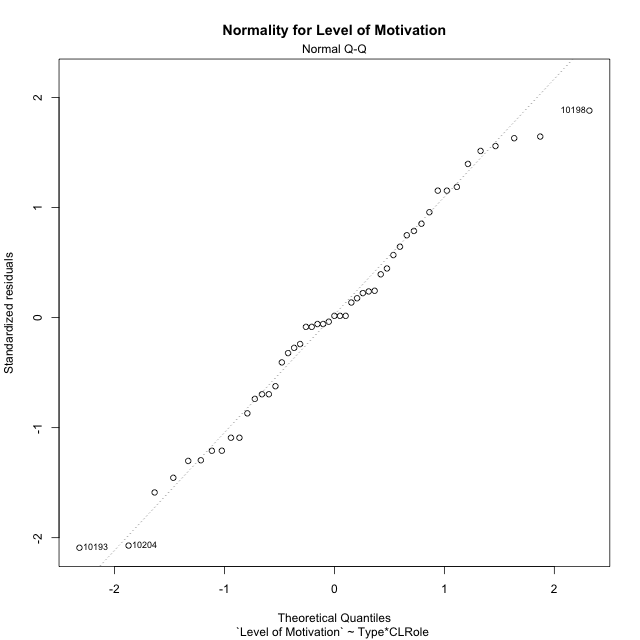 Normality for Level of Motivation
Normal Q-Q
2
1
0
-1
-2
Standardized residuals
10198
10193
10204
-2 -1 0 1 2
Theoretical Quantiles
`Level of Motivation` ~ Type*CLRole